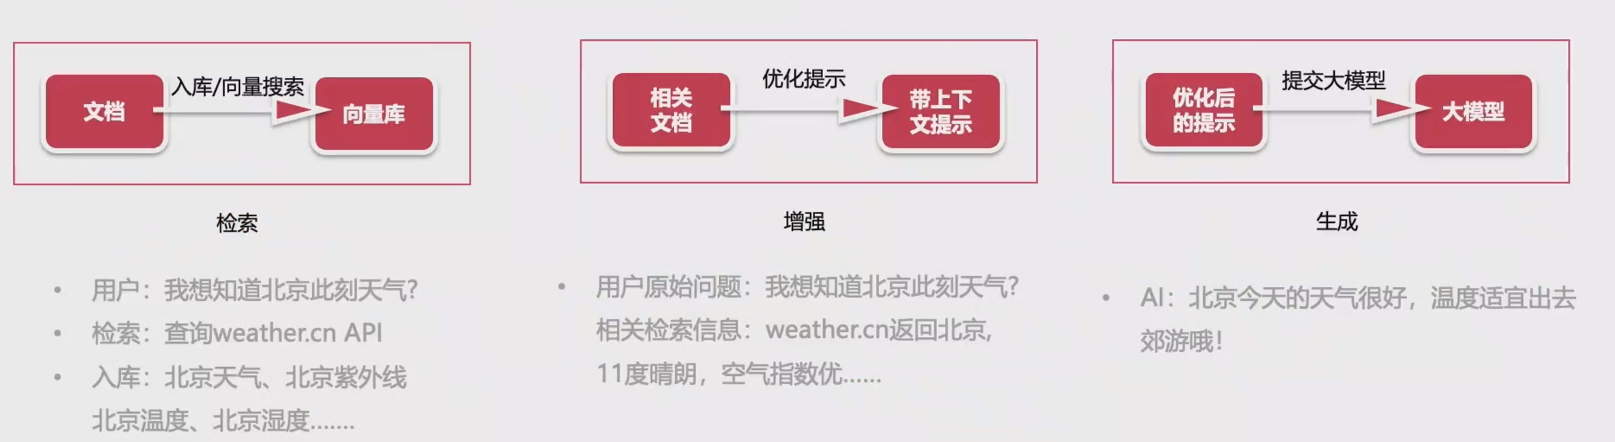 文档
入库/向量搜索
向量库
检索
• 用户：我想知道北京此刻天气?
• 检索：查询weather.cn API
• 入库：北京天气、北京紫外线
北京温度、北京湿度.......
相关
文档
优化提示
带上下
文提示
增强
• 用户原始问题：我想知道北京此刻天气?
相关检索信息：weather.cn返回北京,
11度晴朗，空气指数优......
优化后
的提示
提交大模型
大模型
生成
• AI：北京今天的天气很好，温度适宜出去
郊游哦！